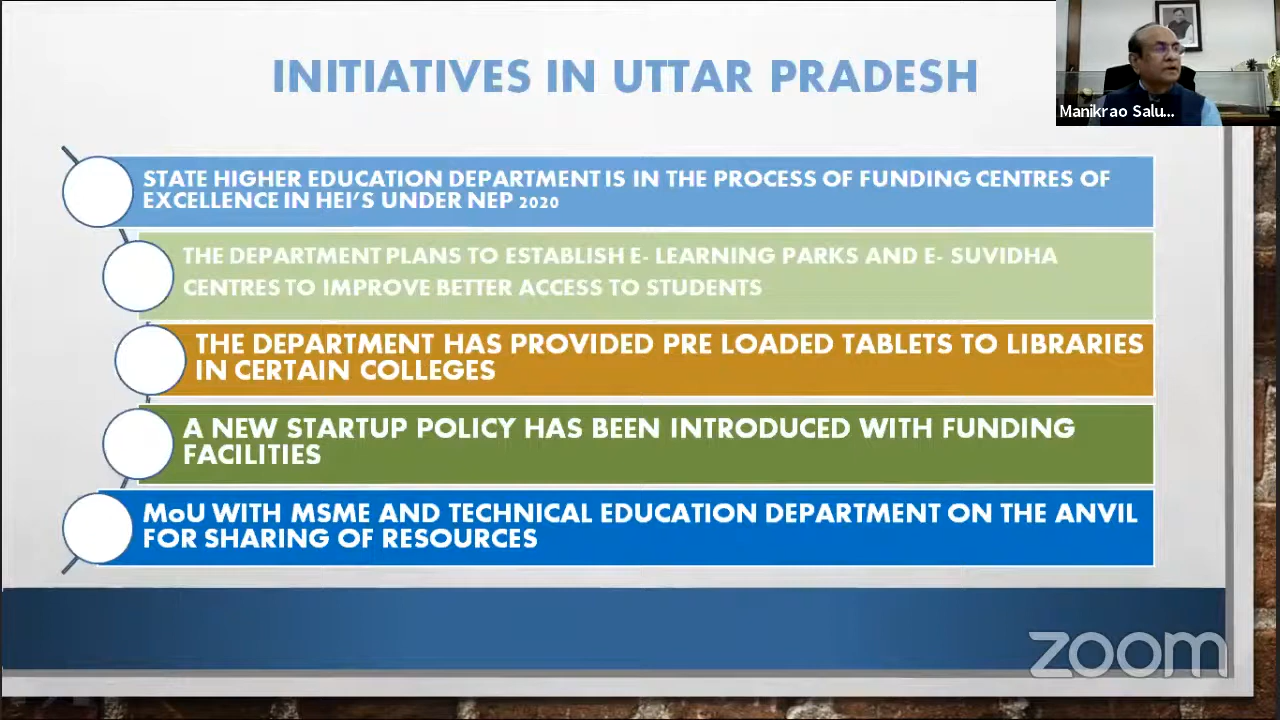 INITIATIVES IN UTTAR PRADESH
Manikrao Salu...
STATE HIGHER EDUCATION DEPARTMENT IS IN THE PROCESS OF FUNDING CENTRES OF
EXCELLENCE IN HEI'S UNDER NEP 2020
THE DEPARTMENT PLANS TO ESTABLISH E- LEARNING PARKS AND E- SUVIDHA
CENTRES TO IMPROVE BETTER ACCESS TO STUDENTS
THE DEPARTMENT HAS PROVIDED PRE LOADED TABLETS TO LIBRARIES
IN CERTAIN COLLEGES
A NEW STARTUP POLICY HAS BEEN INTRODUCED WITH FUNDING
FACILITIES
MoU WITH MSME AND TECHNICAL EDUCATION DEPARTMENT ON THE ANVIL
FOR SHARING OF RESOURCES
zoom